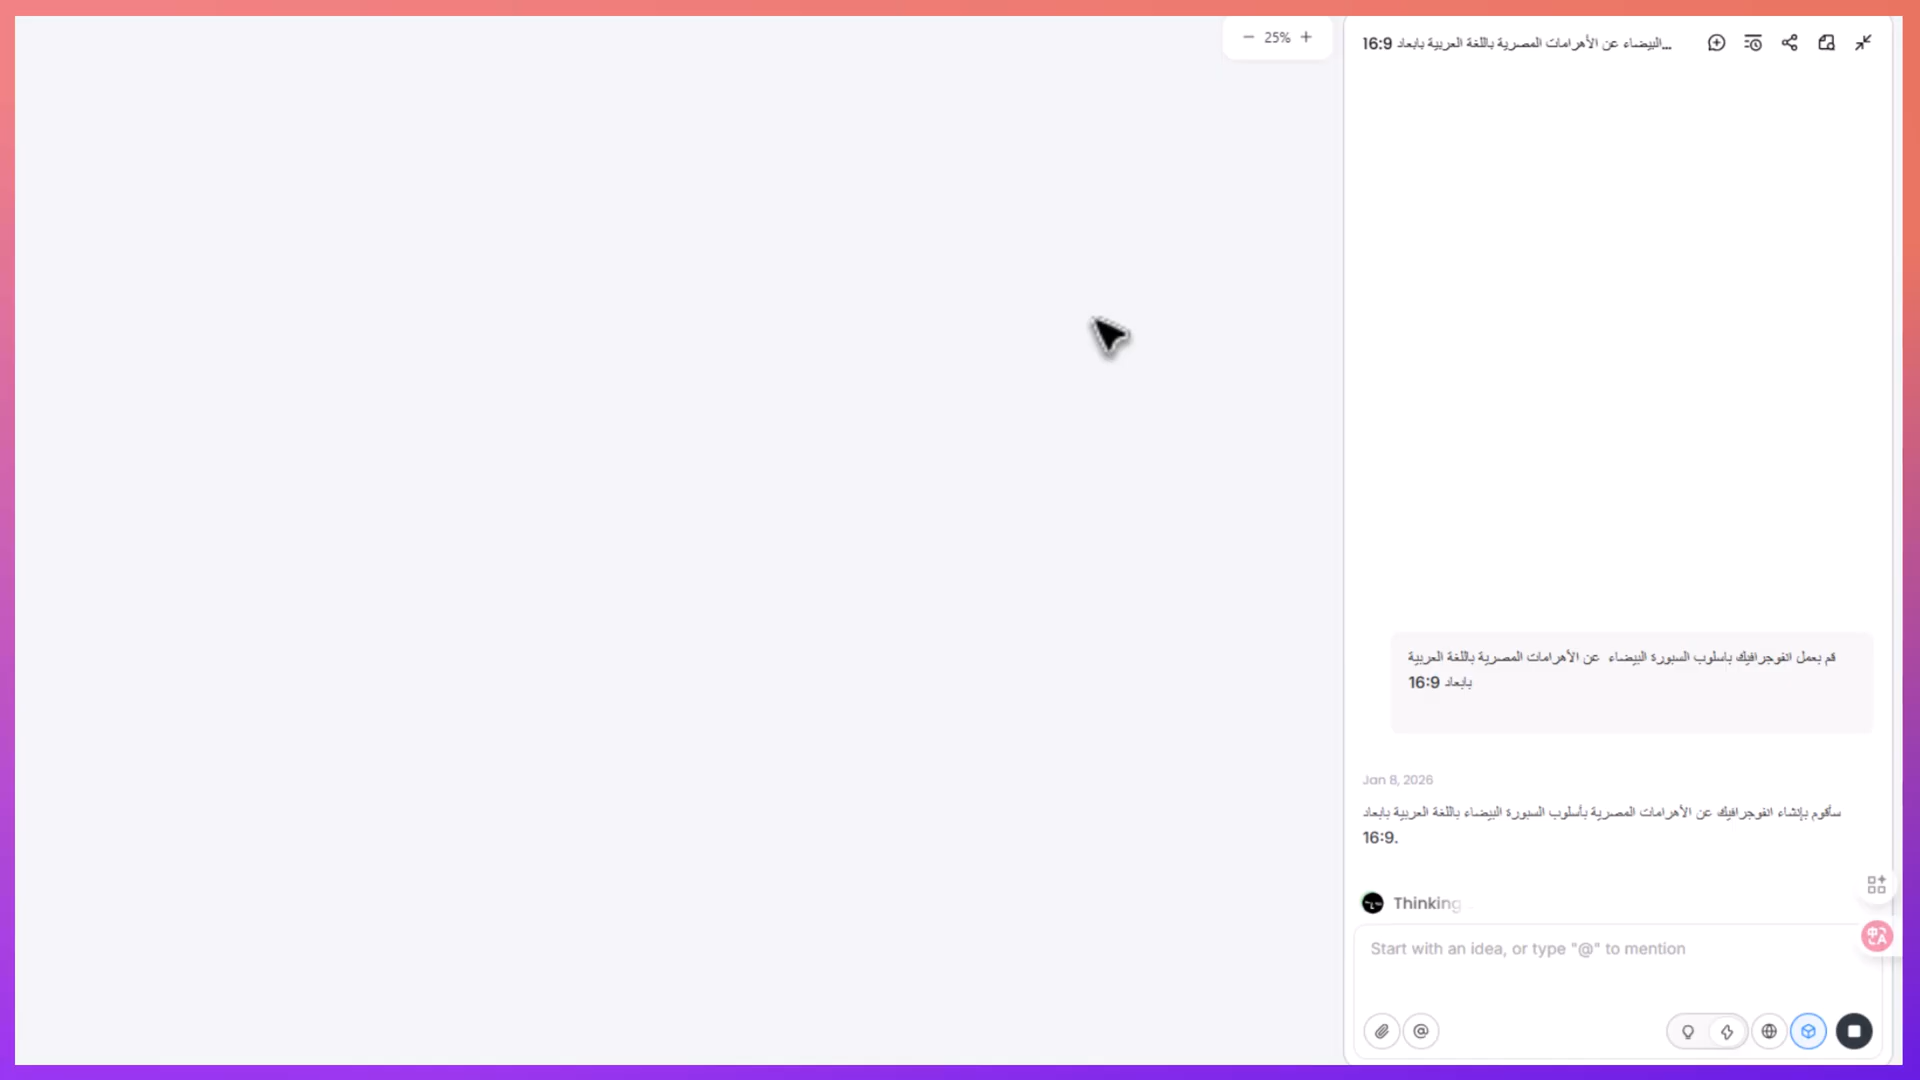 25%
...البيضاء عن الأهرامات المصرية باللغة العربية بابعاد 16:9
قم بعمل انفوجرافيك باسلوب السبورة البيضاء عن الأهرامات المصرية باللغة العربية
بابعاد 16:9
Jan 8, 2026
سأقوم بإنشاء انفوجرافيك عن الأهرامات المصرية بأسلوب السبورة البيضاء باللغة العربية بابعاد
16:9.
Thinking
Start with an idea, or type "@" to mention